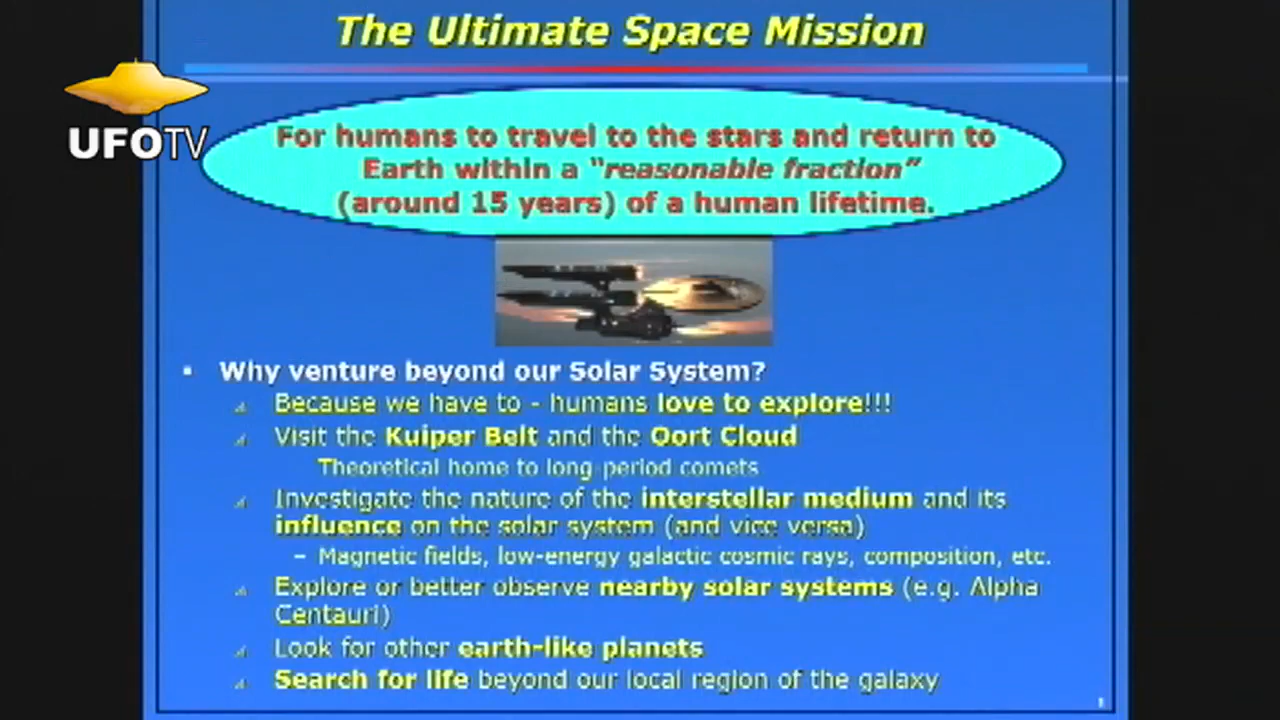 The Ultimate Space Mission
UFOTV
For humans to travel to the stars and return to
Earth within a "reasonable fraction"
(around 15 years) of a human lifetime.
Why venture beyond our Solar System?
Because we have to - humans love to explore!!!
Visit the Kuiper Belt and the Oort Cloud
Theoretical home to long-period comets
Investigate the nature of the interstellar medium and its
influence on the solar system (and vice versa)
– Magnetic fields, low-energy galactic cosmic rays, composition, etc.
Explore or better observe nearby solar systems (e.g. Alpha
Centauri)
Look for other earth-like planets
Search for life beyond our local region of the galaxy